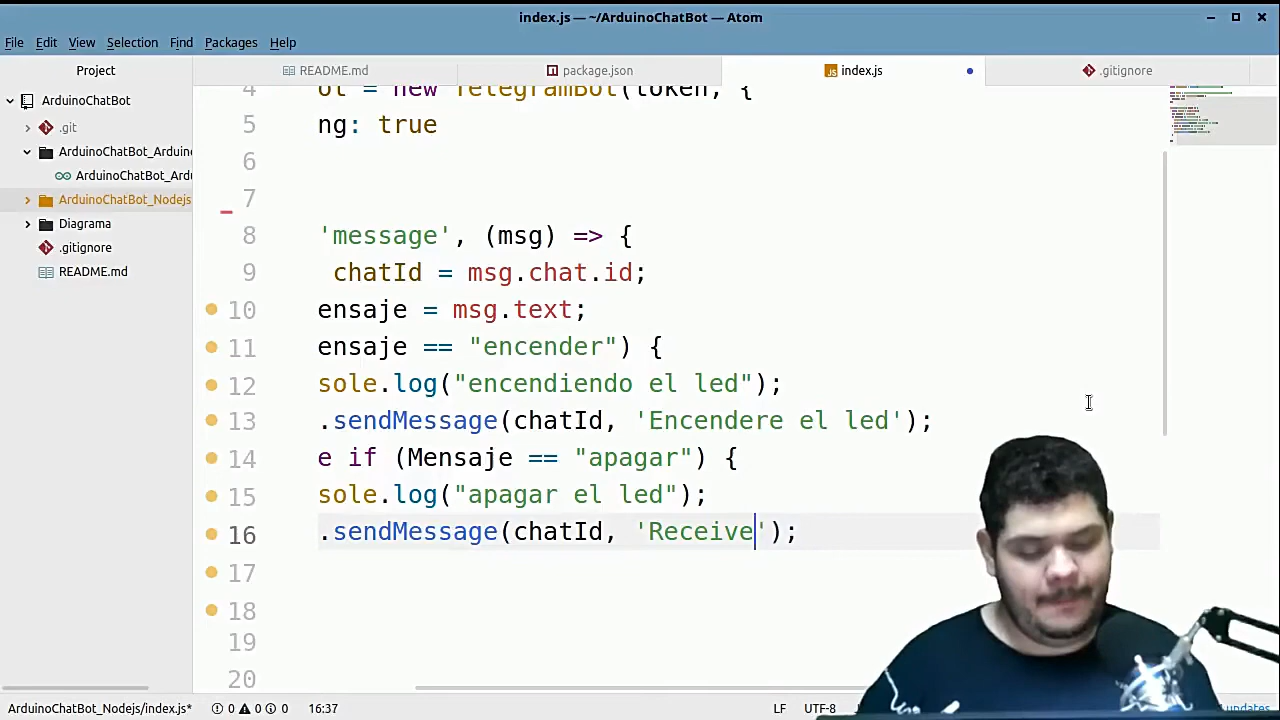 index.js — ~/ArduinoChatBot — Atom
File Edit View Selection Find Packages Help
Project
README.md package.json index.js .gitignore
ArduinoChatBot
.git
ArduinoChatBot_Arduin
ArduinoChatBot_Ard
ArduinoChatBot_Nodejs
Diagrama
.gitignore
README.md
4 ot = new TelegramBot(token, {
5 ng: true
6
7
8 'message', (msg) => {
9 chatId = msg.chat.id;
10 ensaje = msg.text;
11 ensaje == "encender") {
12 sole.log("encendiendo el led");
13 .sendMessage(chatId, 'Encendere el led');
14 e if (Mensaje == "apagar") {
15 sole.log("apagar el led");
16 .sendMessage(chatId, 'Receive');
17
18
19
20
ArduinoChatBot_Nodejs/index.js* 0 0 0 16:37 LF UTF-8 updates